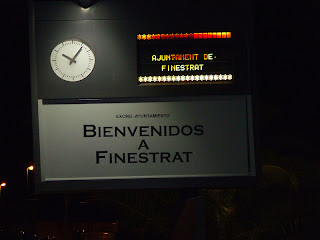 AJUNTAMENT DE
FINESTRAT
EXCMO. AYUNTAMIENTO
BIENVENIDOS
A
FINESTRAT